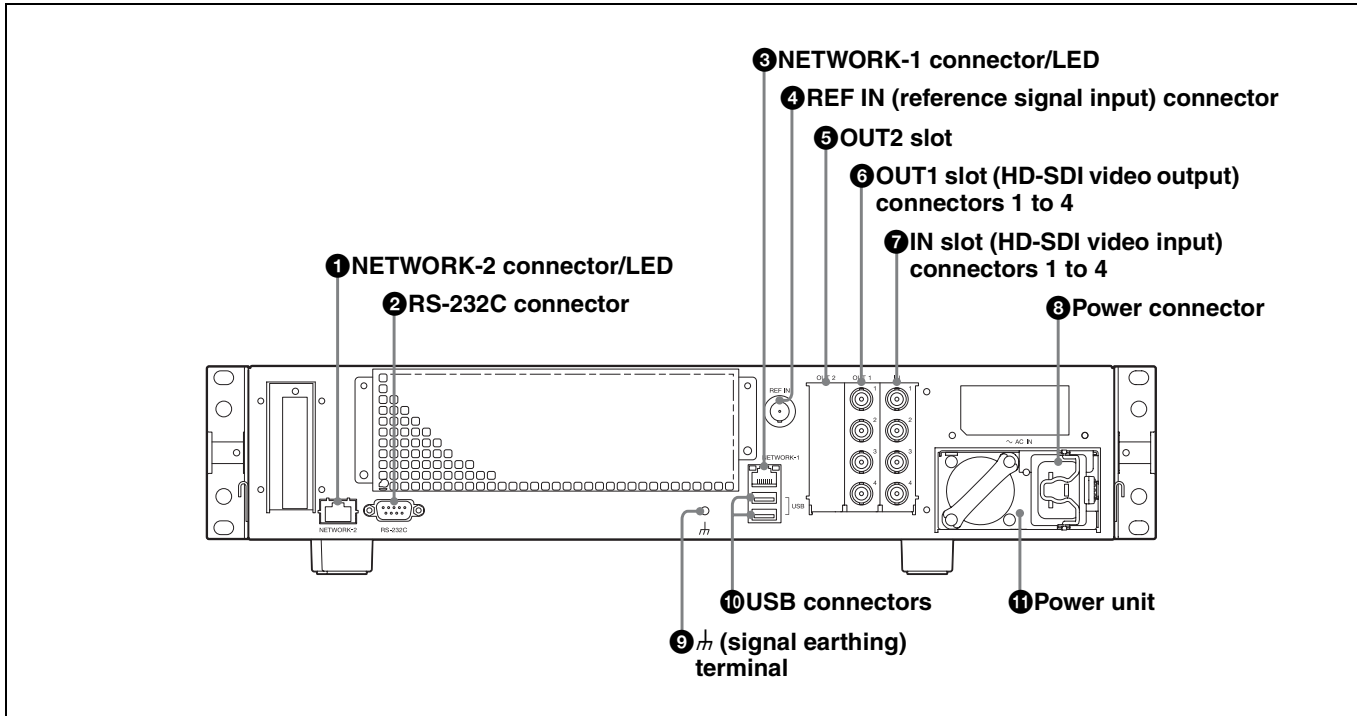 ❸NETWORK-1 connector/LED
❹REF IN (reference signal input) connector
❺OUT2 slot
❻OUT1 slot (HD-SDI video output)
connectors 1 to 4
❼IN slot (HD-SDI video input)
connectors 1 to 4
❶NETWORK-2 connector/LED
❷RS-232C connector
❽Power connector
OUT 2
OUT 1
IN
REF IN
1
1
2
2
3
3
4
4
~ AC IN
NETWORK-1
USB
NETWORK-2
RS-232C
❿USB connectors
⓫Power unit
❾ (signal earthing)
terminal